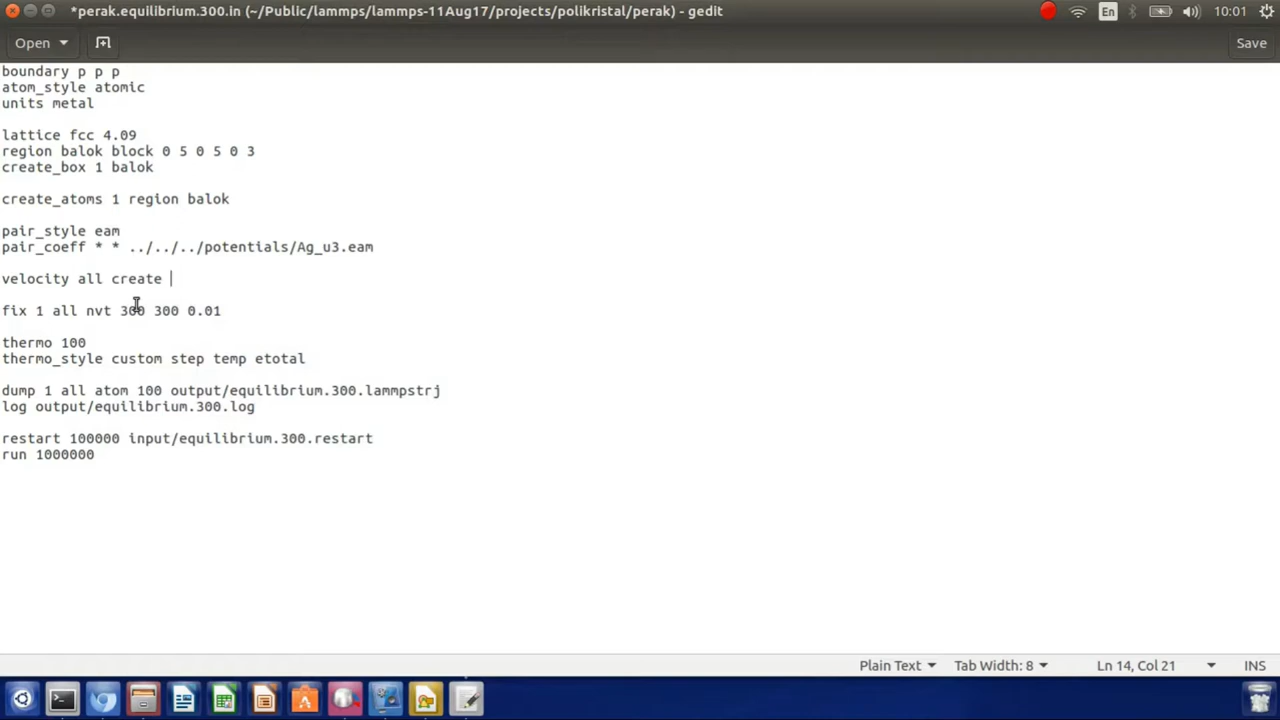 *perak.equilibrium.300.in (~/Public/lammps/lammps-11Aug17/projects/polikristal/perak) - gedit
En
10:01
Open
Save
boundary p p p
atom_style atomic
units metal
lattice fcc 4.09
region balok block 0 5 0 5 0 3
create_box 1 balok
create_atoms 1 region balok
pair_style eam
pair_coeff * * ../../../potentials/Ag_u3.eam
velocity all create
fix 1 all nvt 300 300 0.01
thermo 100
thermo_style custom step temp etotal
dump 1 all atom 100 output/equilibrium.300.lammpstrj
log output/equilibrium.300.log
restart 100000 input/equilibrium.300.restart
run 1000000
Plain Text
Tab Width: 8
Ln 14, Col 21
INS